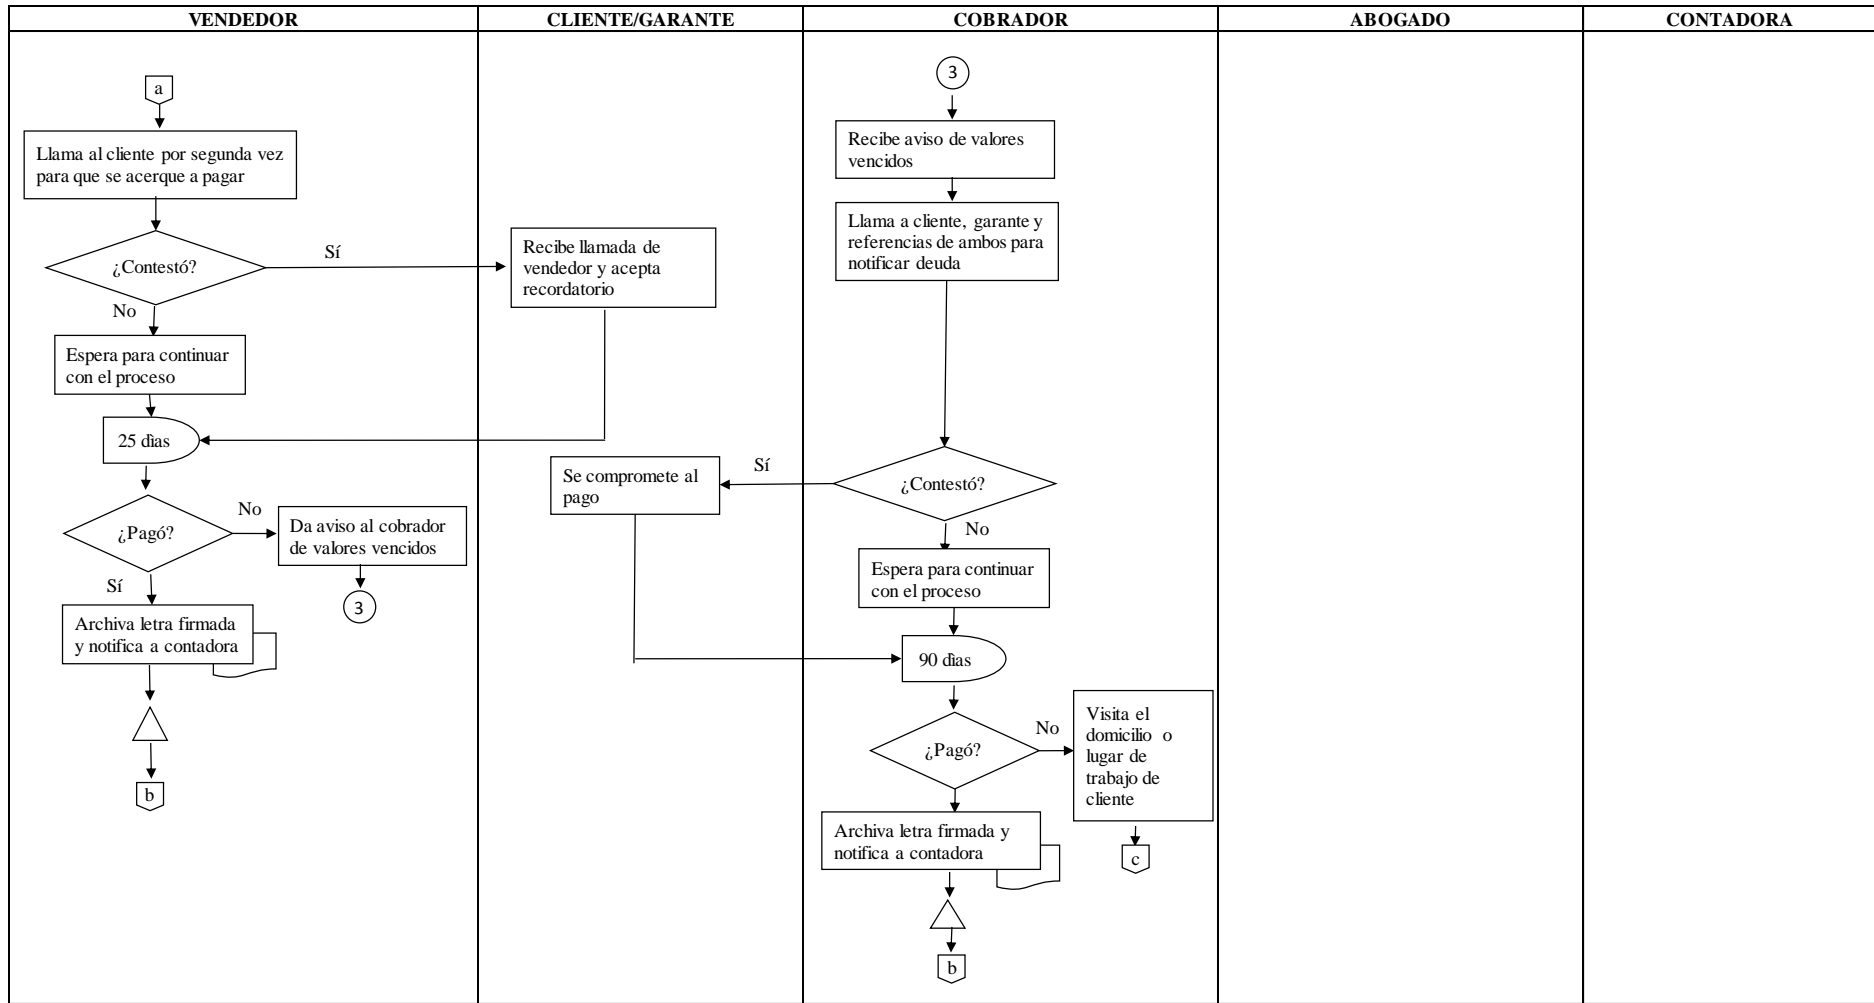 VENDEDOR
CLIENTE/GARANTE
COBRADOR
ABOGADO
CONTADORA
a
Llama al cliente por segunda vez
para que se acerque a pagar
¿Contestó?
Sí
No
Recibe llamada de
vendedor y acepta
recordatorio
Espera para continuar
con el proceso
25 dìas
¿Pagó?
No
Da aviso al cobrador
de valores vencidos
3
Sí
Archiva letra firmada
y notifica a contadora
b
3
Recibe aviso de valores
vencidos
Llama a cliente, garante y
referencias de ambos para
notificar deuda
¿Contestó?
Sí
Se compromete al
pago
No
Espera para continuar
con el proceso
90 dìas
¿Pagó?
No
Visita el
domicilio o
lugar de
trabajo de
cliente
c
Archiva letra firmada y
notifica a contadora
b